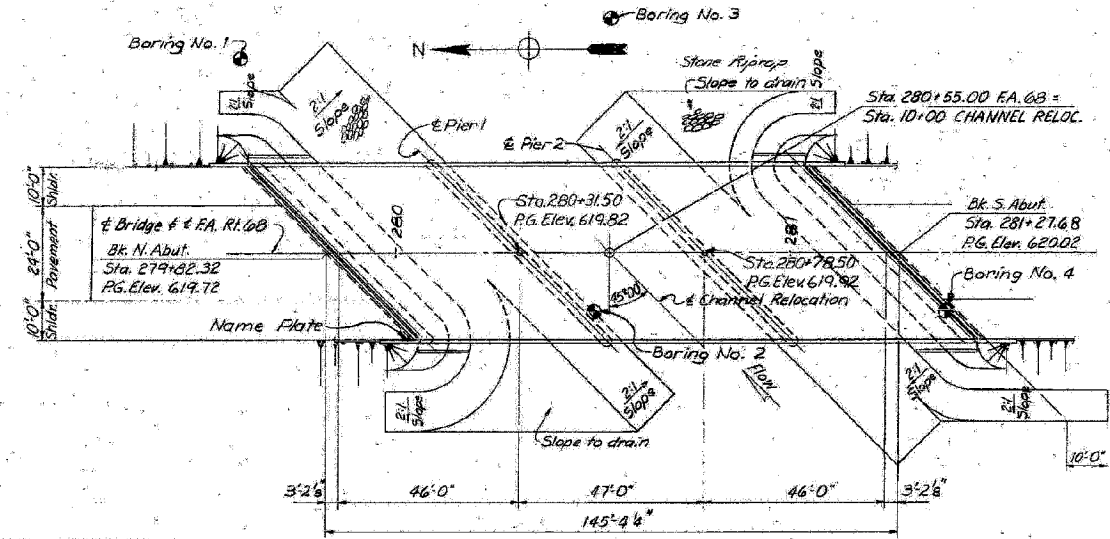 Boring No. 3
Boring No. 1
N
Stone Riprap
Slope to drain
2:1
Slope
2:1
Slope
2:1
Slope
Sta. 280+55.00 F.A. 68 =
Sta. 10+00 CHANNEL RELOC.
℄ Pier 1
℄ Pier 2
2:1
Slope
10'-0"
Shldr.
Sta. 280+31.50
P.G. Elev. 619.82
280
281
Bk. S. Abut.
Sta. 281+27.68
P.G. Elev. 620.02
24'-0"
Pavement
℄ Bridge & ℄ F.A. Rt. 68
Bk. N. Abut.
Sta. 279+82.32
P.G. Elev. 619.72
Sta. 280+78.50
P.G. Elev. 619.92
Boring No. 4
45°00'
℄ Channel Relocation
10'-0"
Shldr.
Name Plate
Boring No. 2
Flow
2:1
Slope
2:1
Slope
2:1
Slope
2:1
Slope
Slope to drain
10'-0"
3'-2⅛"
46'-0"
47'-0"
46'-0"
3'-2⅛"
145'-4¼"